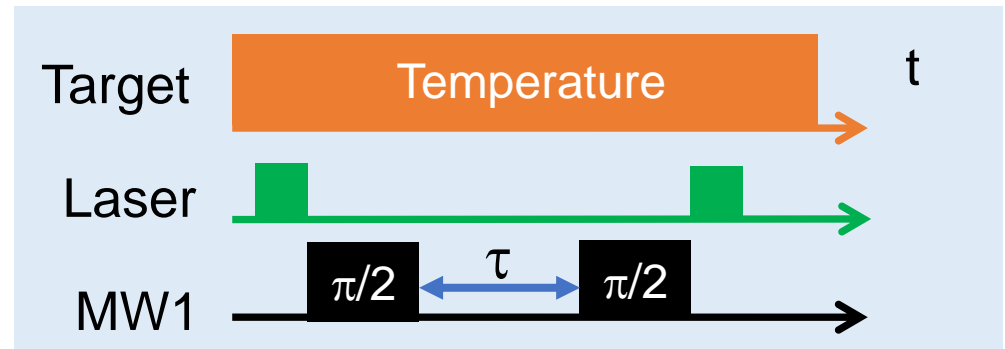 Target Temperature t
Laser
τ
MW1 π/2 π/2